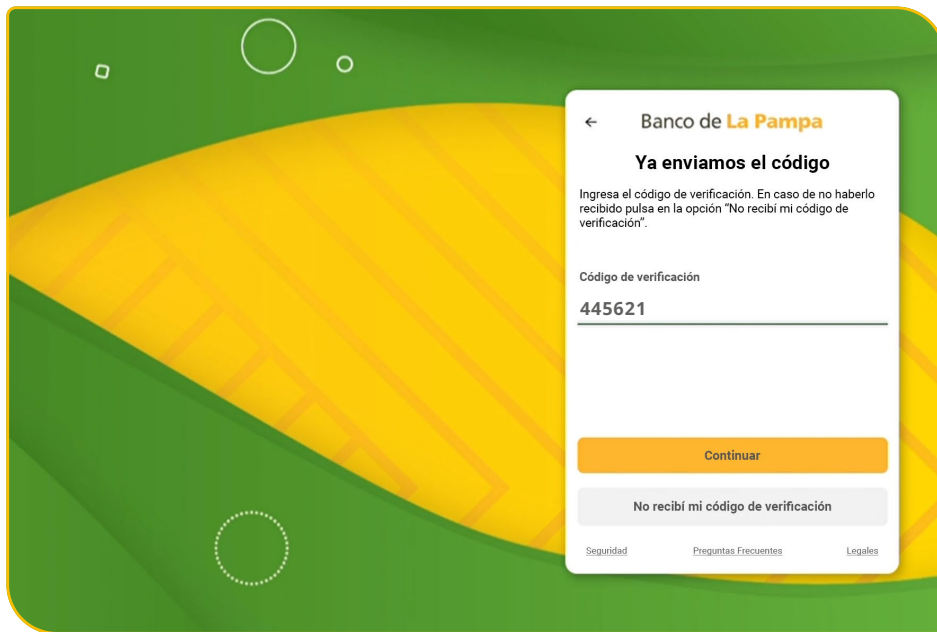 Banco de La Pampa
Ya enviamos el código
Ingresa el código de verificación. En caso de no haberlo
recibido pulsa en la opción "No recibí mi código de
verificación".
Código de verificación
445621
Continuar
No recibí mi código de verificación
Seguridad Preguntas Frecuentes Legales